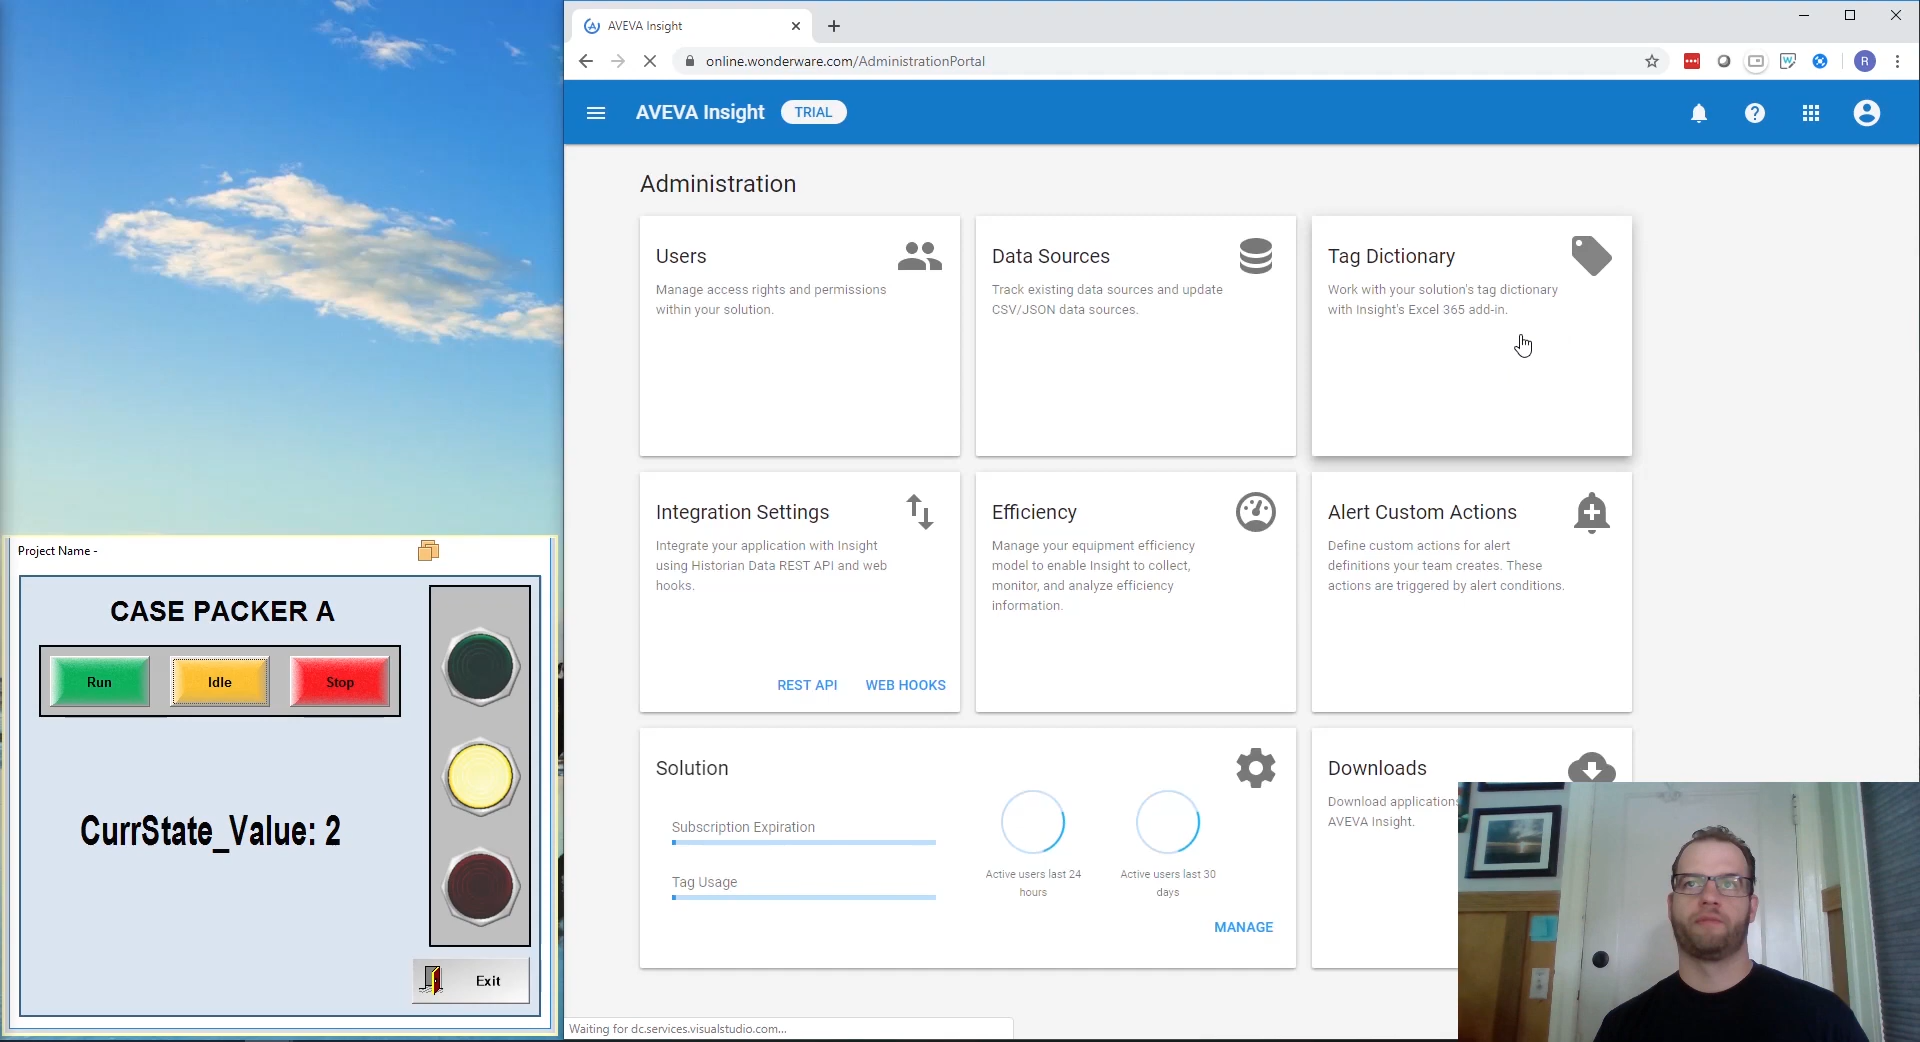 AVEVA Insight
online.wonderware.com/AdministrationPortal
R
AVEVA Insight TRIAL
Administration
Users
Manage access rights and permissions
within your solution.
Data Sources
Track existing data sources and update
CSV/JSON data sources.
Tag Dictionary
Work with your solution's tag dictionary
with Insight's Excel 365 add-in.
Integration Settings
Integrate your application with Insight
using Historian Data REST API and web
hooks.
REST API WEB HOOKS
Efficiency
Manage your equipment efficiency
model to enable Insight to collect,
monitor, and analyze efficiency
information.
Alert Custom Actions
Define custom actions for alert
definitions your team creates. These
actions are triggered by alert conditions.
Solution
Subscription Expiration
Tag Usage
Active users last 24
hours
Active users last 30
days
MANAGE
Downloads
Download applications
AVEVA Insight.
Waiting for dc.services.visualstudio.com...
Project Name -
CASE PACKER A
Run Idle Stop
CurrState_Value: 2
Exit